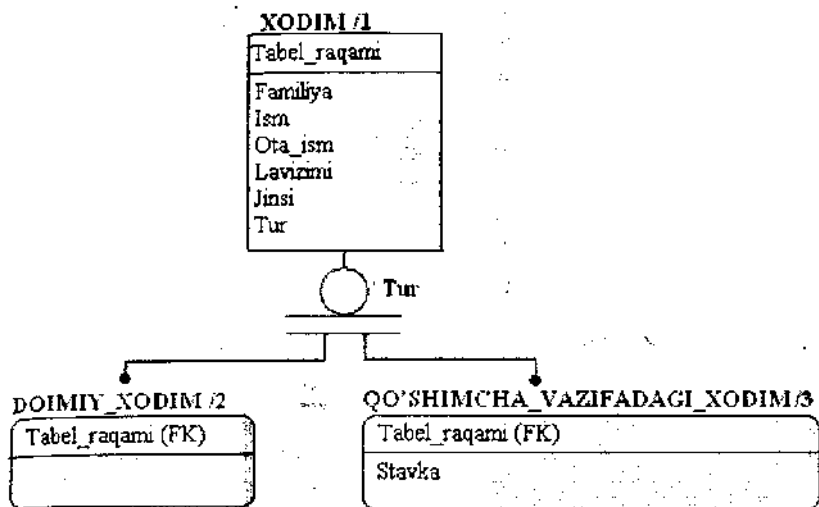 XODIM /1
Tabel_raqami
Familiya
Ism
Ota_ism
Lavizimi
Jinsi
Tur
Tur
DOIMIY_XODIM /2
Tabel_raqami (FK)
QO'SHIMCHA_VAZIFADAGI_XODIM/3
Tabel_raqami (FK)
Stavka